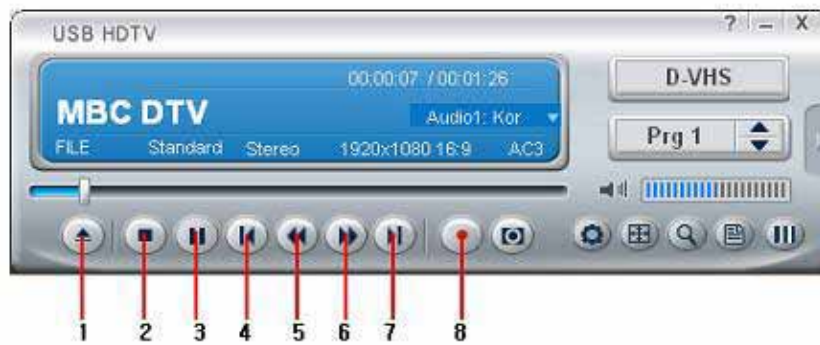 USB HDTV
? _ X
00:00:07 / 00:01:26
MBC DTV
Audio1: Kor
FILE Standard Stereo 1920x1080 16:9 AC3
D-VHS
Prg 1
1 2 3 4 5 6 7 8